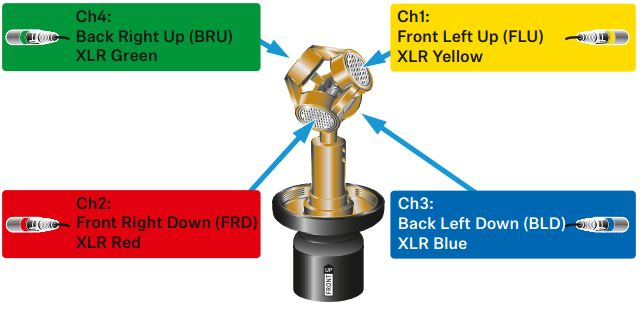 Ch4:
Back Right Up (BRU)
XLR Green
Ch1:
Front Left Up (FLU)
XLR Yellow
Ch2:
Front Right Down (FRD)
XLR Red
Ch3:
Back Left Down (BLD)
XLR Blue
UP
FRONT